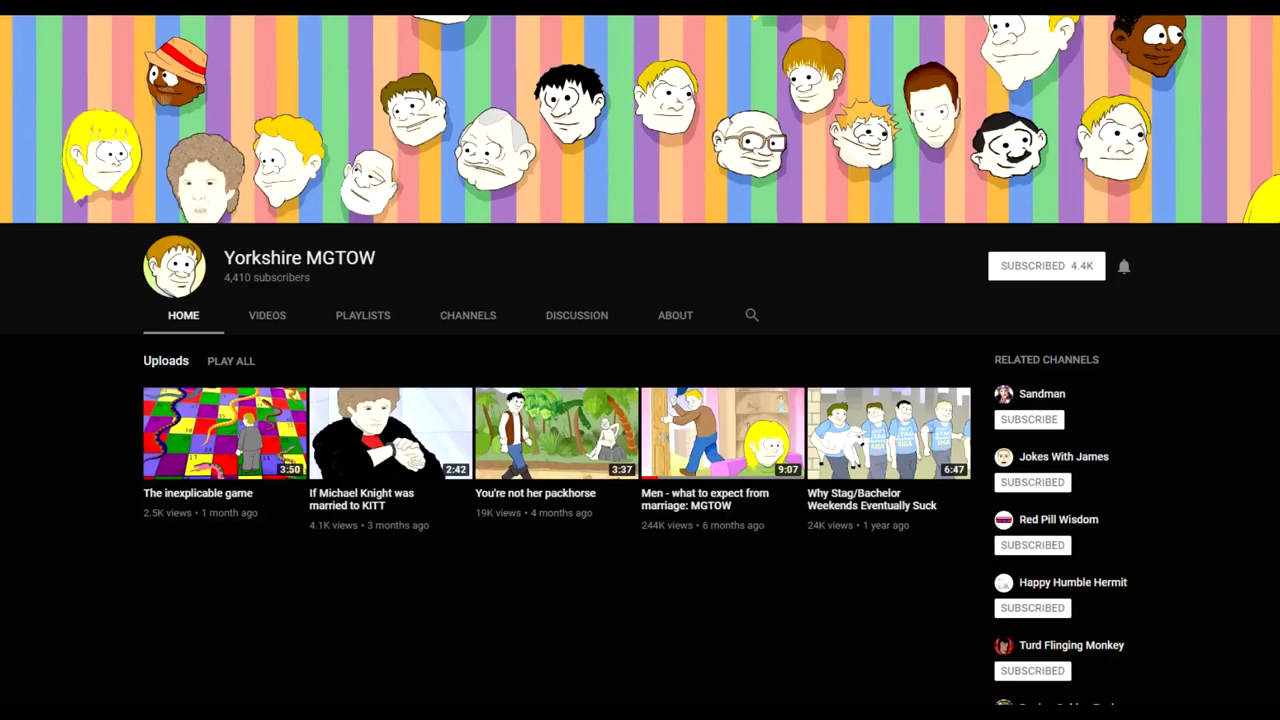 Yorkshire MGTOW
4,410 subscribers
SUBSCRIBED 4.4K
HOME VIDEOS PLAYLISTS CHANNELS DISCUSSION ABOUT
Uploads PLAY ALL
3:50
The inexplicable game
2.5K views • 1 month ago
2:42
If Michael Knight was
married to KITT
4.1K views • 3 months ago
3:37
You're not her packhorse
19K views • 4 months ago
9:07
Men - what to expect from
marriage: MGTOW
244K views • 6 months ago
6:47
Why Stag/Bachelor
Weekends Eventually Suck
24K views • 1 year ago
RELATED CHANNELS
Sandman
SUBSCRIBE
Jokes With James
SUBSCRIBED
Red Pill Wisdom
SUBSCRIBED
Happy Humble Hermit
SUBSCRIBED
Turd Flinging Monkey
SUBSCRIBED